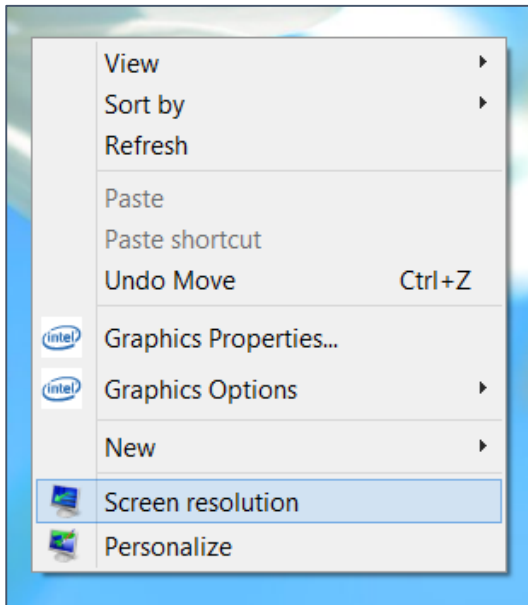 View
Sort by
Refresh
Paste
Paste shortcut
Undo Move Ctrl+Z
intel Graphics Properties...
intel Graphics Options
New
Screen resolution
Personalize